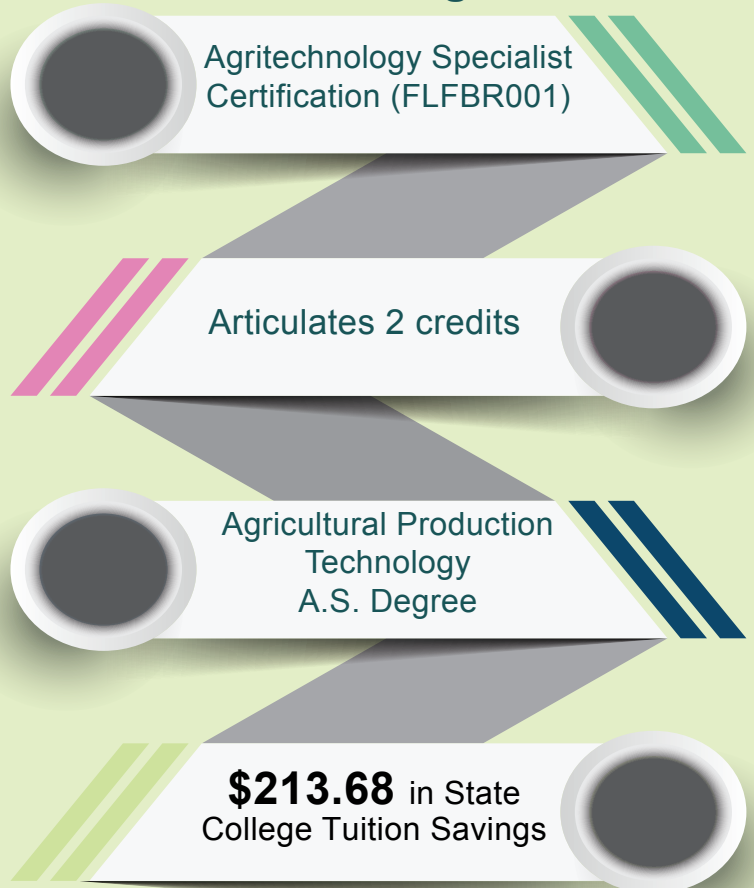 Agritechnology Specialist
Certification (FLFBR001)
Articulates 2 credits
Agricultural Production
Technology
A.S. Degree
$213.68 in State
College Tuition Savings